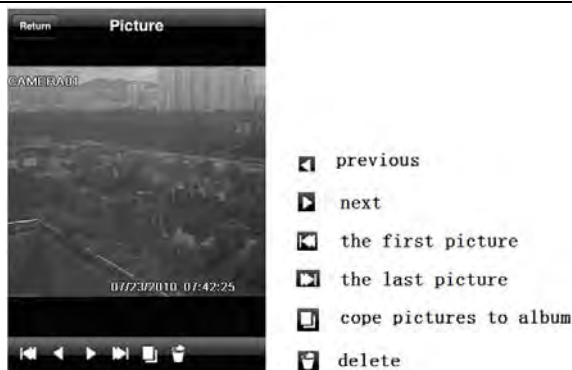 Return Picture
CAMERA01
07/23/2010 07:42:25
previous
next
the first picture
the last picture
cope pictures to album
delete